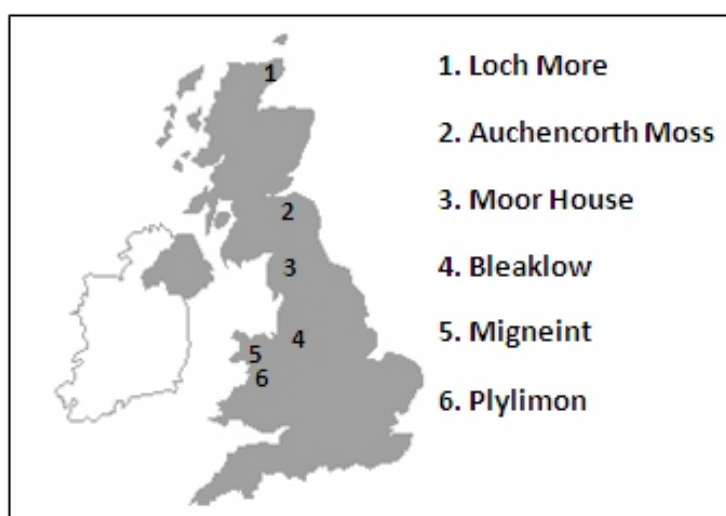 1. Loch More
2. Auchencorth Moss
3. Moor House
4. Bleaklow
5. Migneint
6. Plylimon
1
2
3
4
5
6